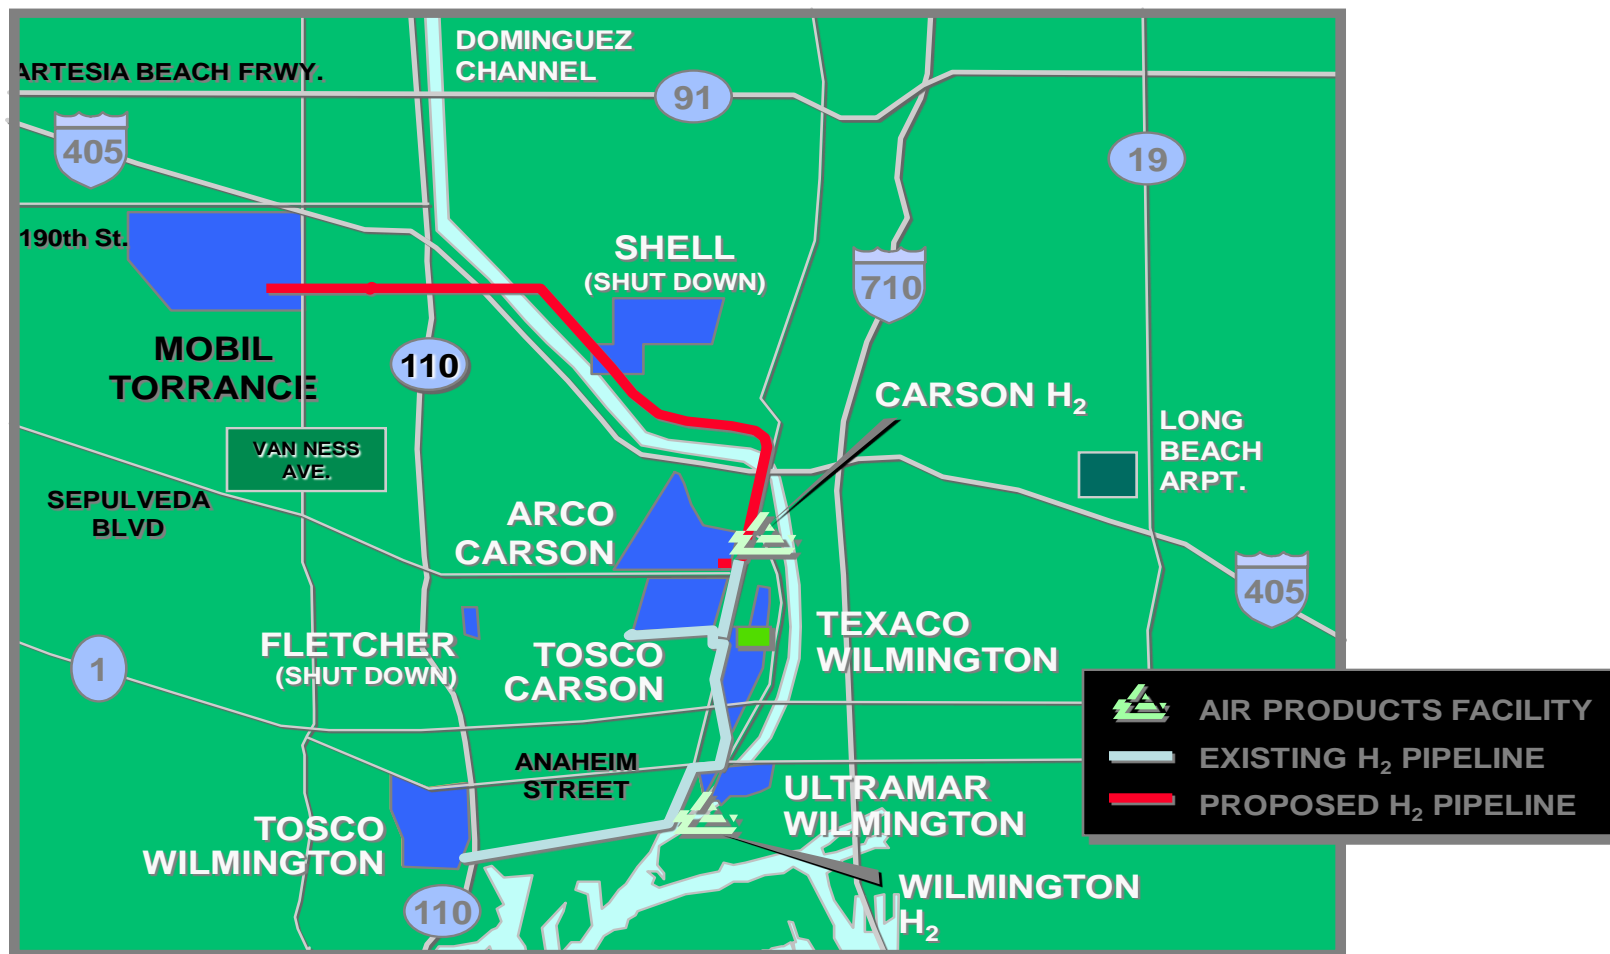 DOMINGUEZ
CHANNEL
ARTESIA BEACH FRWY.
91
405
19
190th St.
SHELL
(SHUT DOWN)
710
MOBIL
TORRANCE
110
CARSON H₂
LONG
BEACH
ARPT.
VAN NESS
AVE.
SEPULVEDA
BLVD
ARCO
CARSON
405
FLETCHER
(SHUT DOWN)
1
TOSCO
CARSON
TEXACO
WILMINGTON
AIR PRODUCTS FACILITY
EXISTING H₂ PIPELINE
PROPOSED H₂ PIPELINE
ANAHEIM
STREET
ULTRAMAR
WILMINGTON
TOSCO
WILMINGTON
110
WILMINGTON
H₂